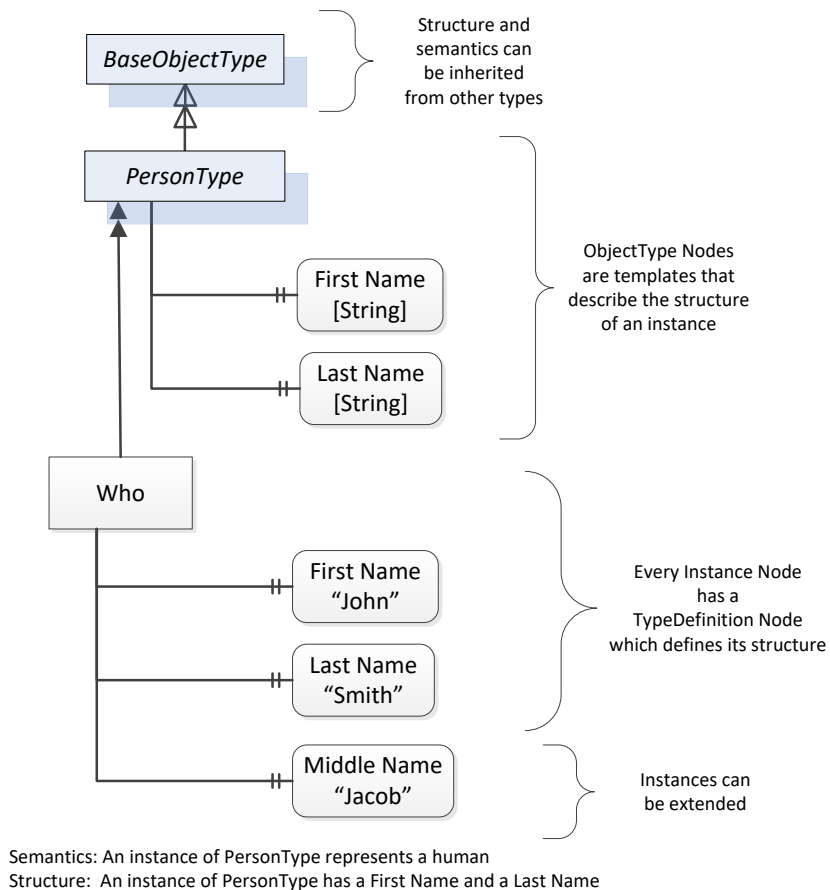 BaseObjectType
Structure and
semantics can
be inherited
from other types
PersonType
First Name
[String]
Last Name
[String]
ObjectType Nodes
are templates that
describe the structure
of an instance
Who
First Name
“John”
Last Name
“Smith”
Every Instance Node
has a
TypeDefinition Node
which defines its structure
Middle Name
“Jacob”
Instances can
be extended
Semantics: An instance of PersonType represents a human
Structure:  An instance of PersonType has a First Name and a Last Name